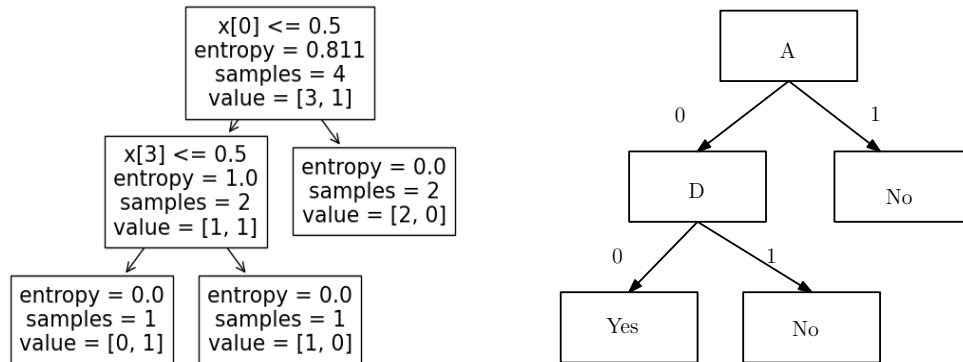 x[0] <= 0.5
entropy = 0.811
samples = 4
value = [3, 1]
x[3] <= 0.5
entropy = 1.0
samples = 2
value = [1, 1]
entropy = 0.0
samples = 2
value = [2, 0]
entropy = 0.0
samples = 1
value = [0, 1]
entropy = 0.0
samples = 1
value = [1, 0]
A
0
1
D
No
0
1
Yes
No